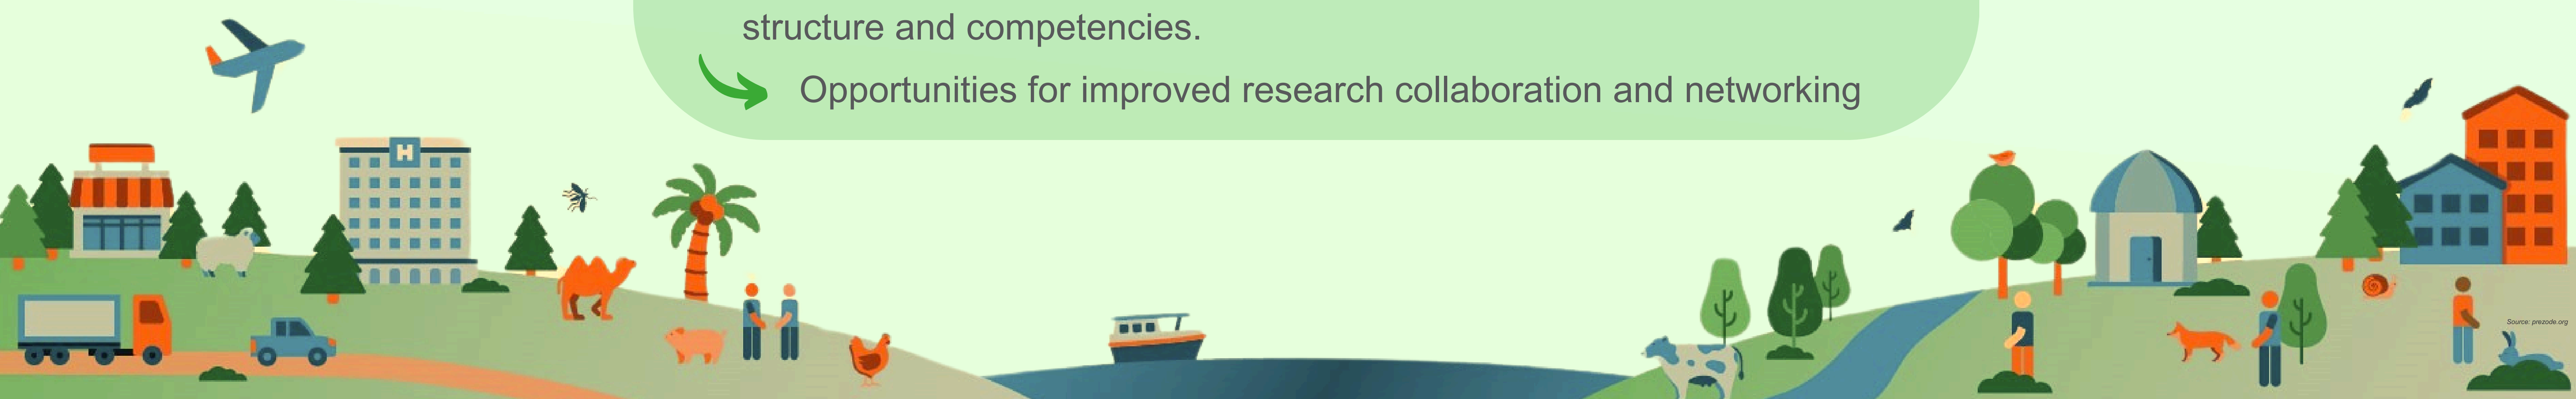 structure and competencies.
Opportunities for improved research collaboration and networking
H
Source: prezode.org